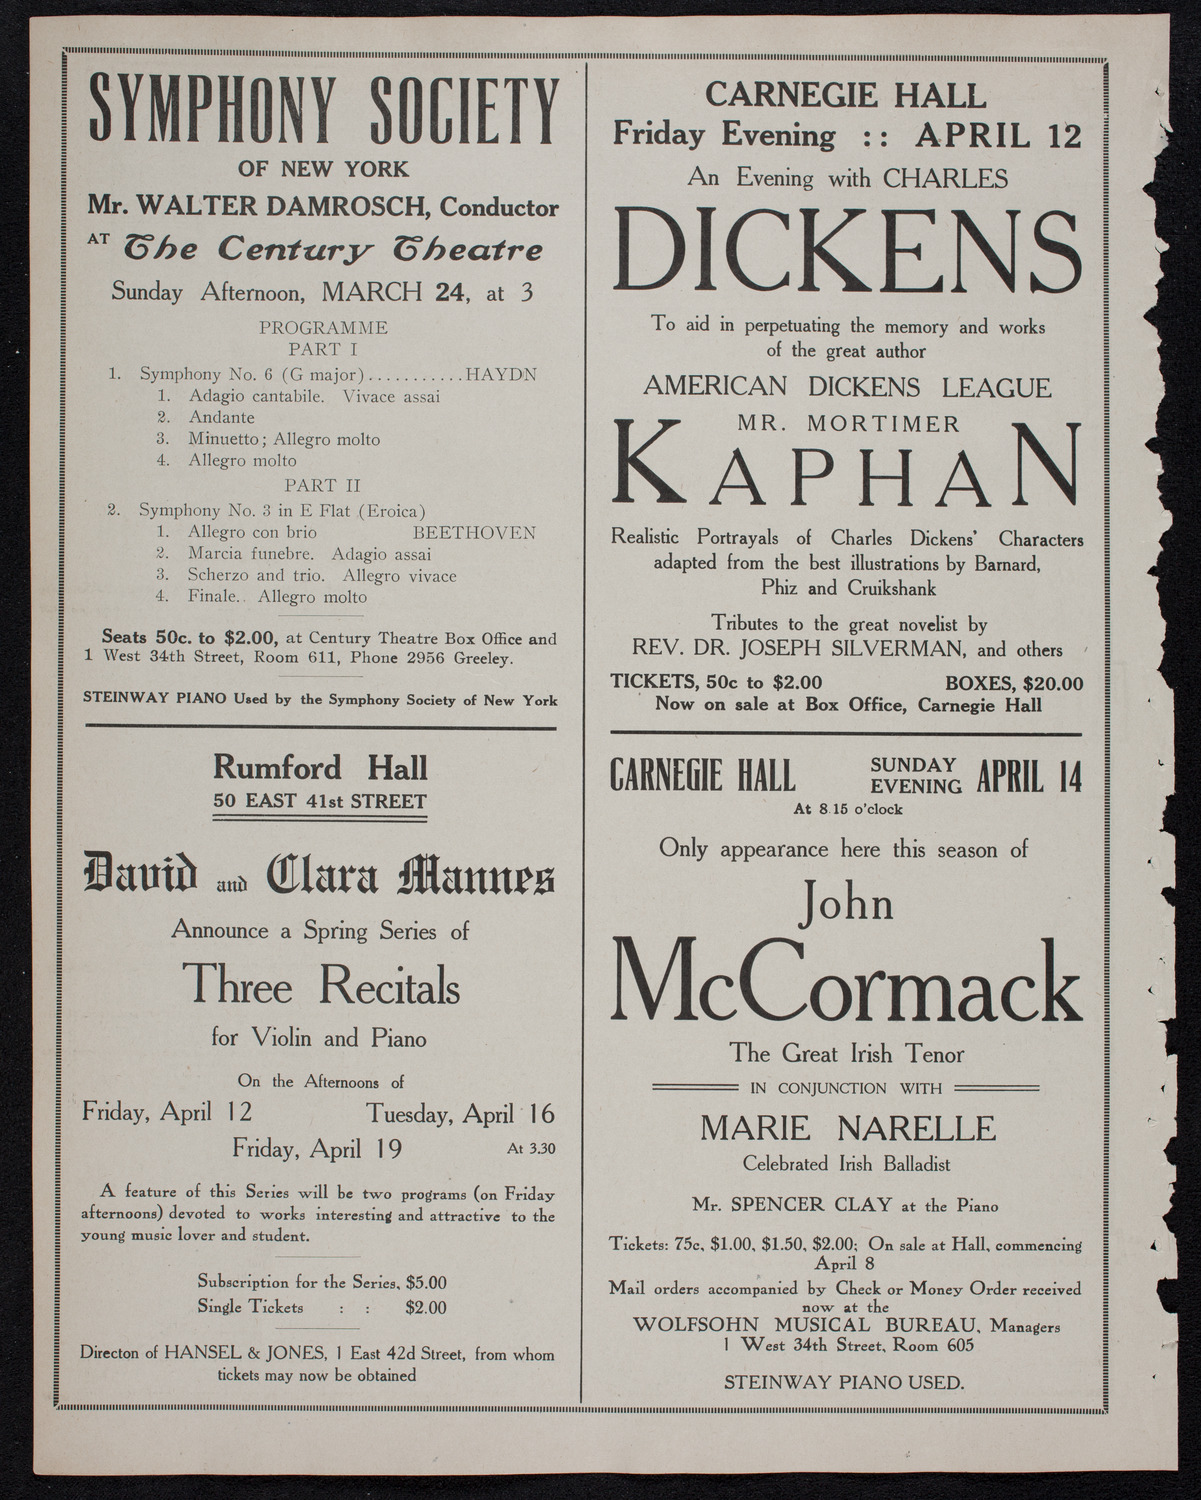 SYMPHONY SOCIETY
OF NEW YORK
Mr. WALTER DAMROSCH, Conductor
AT The Century Theatre
Sunday Afternoon, MARCH 24, at 3
PROGRAMME
PART I
1. Symphony No. 6 (G major)...........HAYDN
1. Adagio cantabile. Vivace assai
2. Andante
3. Minuetto; Allegro molto
4. Allegro molto
PART II
2. Symphony No. 3 in E Flat (Eroica)
1. Allegro con brio BEETHOVEN
2. Marcia funebre. Adagio assai
3. Scherzo and trio. Allegro vivace
4. Finale.. Allegro molto
Seats 50c. to $2.00, at Century Theatre Box Office and
1 West 34th Street, Room 611, Phone 2956 Greeley.
STEINWAY PIANO Used by the Symphony Society of New York
Rumford Hall
50 EAST 41st STREET
David and Clara Mannes
Announce a Spring Series of
Three Recitals
for Violin and Piano
On the Afternoons of
Friday, April 12 Tuesday, April 16
Friday, April 19 At 3.30
A feature of this Series will be two programs (on Friday
afternoons) devoted to works interesting and attractive to the
young music lover and student.
Subscription for the Series, $5.00
Single Tickets : : $2.00
Directon of HANSEL & JONES, 1 East 42d Street, from whom
tickets may now be obtained
CARNEGIE HALL
Friday Evening :: APRIL 12
An Evening with CHARLES
DICKENS
To aid in perpetuating the memory and works
of the great author
AMERICAN DICKENS LEAGUE
MR. MORTIMER
KAPHAN
Realistic Portrayals of Charles Dickens' Characters
adapted from the best illustrations by Barnard,
Phiz and Cruikshank
Tributes to the great novelist by
REV. DR. JOSEPH SILVERMAN, and others
TICKETS, 50c to $2.00 BOXES, $20.00
Now on sale at Box Office, Carnegie Hall
CARNEGIE HALL SUNDAY EVENING APRIL 14
At 8.15 o'clock
Only appearance here this season of
John
McCormack
The Great Irish Tenor
IN CONJUNCTION WITH
MARIE NARELLE
Celebrated Irish Balladist
Mr. SPENCER CLAY at the Piano
Tickets: 75c, $1.00, $1.50, $2.00; On sale at Hall, commencing
April 8
Mail orders accompanied by Check or Money Order received
now at the
WOLFSOHN MUSICAL BUREAU, Managers
1 West 34th Street, Room 605
STEINWAY PIANO USED.